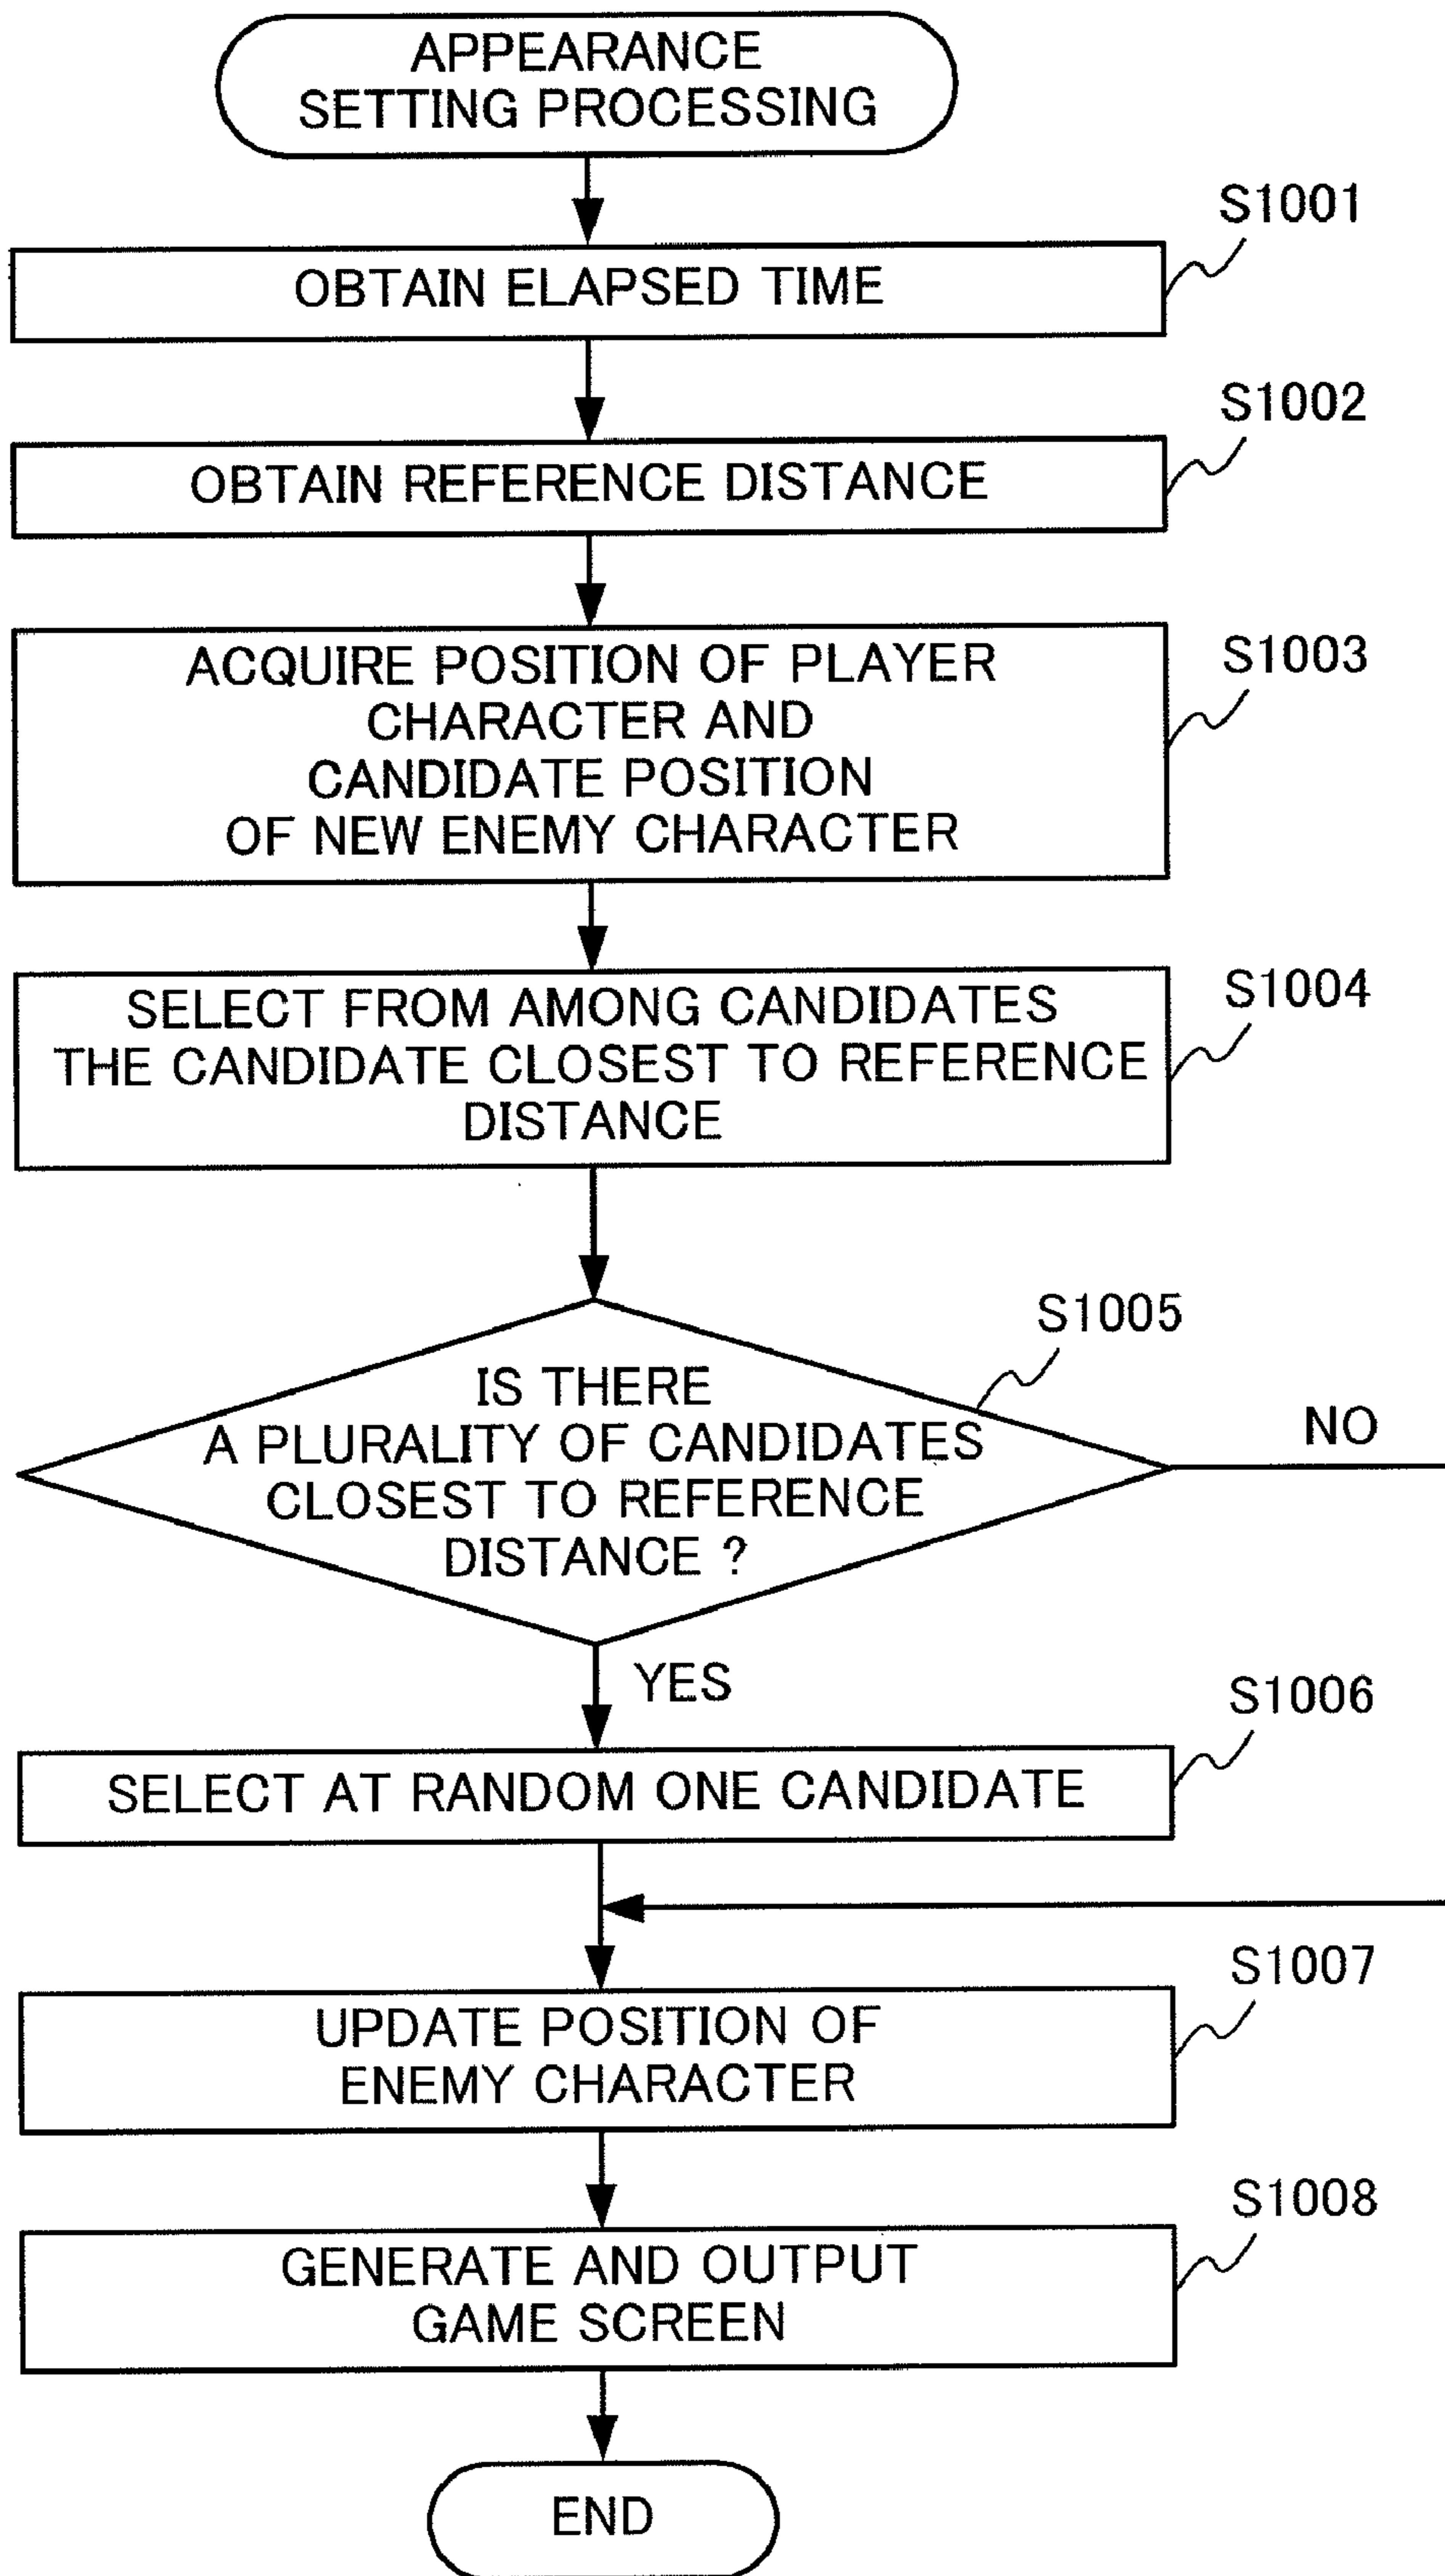 APPEARANCE
SETTING PROCESSING
S1001
OBTAIN ELAPSED TIME
S1002
OBTAIN REFERENCE DISTANCE
S1003
ACQUIRE POSITION OF PLAYER
CHARACTER AND
CANDIDATE POSITION
OF NEW ENEMY CHARACTER
S1004
SELECT FROM AMONG CANDIDATES
THE CANDIDATE CLOSEST TO REFERENCE
DISTANCE
S1005
IS THERE
A PLURALITY OF CANDIDATES
CLOSEST TO REFERENCE
DISTANCE ?
NO
YES
S1006
SELECT AT RANDOM ONE CANDIDATE
S1007
UPDATE POSITION OF
ENEMY CHARACTER
S1008
GENERATE AND OUTPUT
GAME SCREEN
END